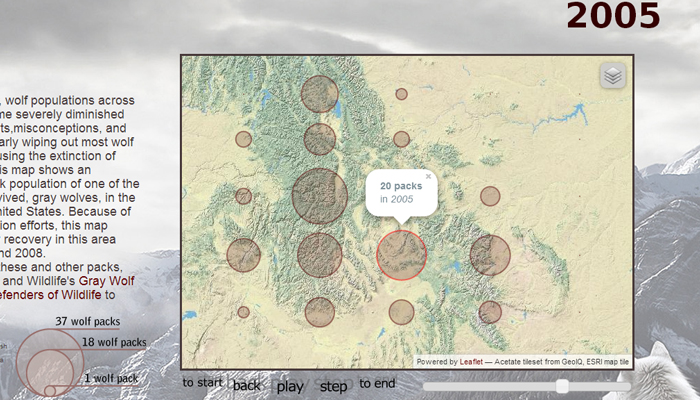 2005
, wolf populations across
me severely diminished
ts,misconceptions, and
arly wiping out most wolf
using the extinction of
is map shows an
k population of one of the
vived, gray wolves, in the
nited States. Because of
ion efforts, this map
recovery in this area
nd 2008.
these and other packs,
and Wildlife's Gray Wolf
efenders of Wildlife to
20 packs
in 2005
37 wolf packs
18 wolf packs
1 wolf pack
Powered by Leaflet — Acetate tileset from GeoIQ, ESRI map tile
to start back play step to end